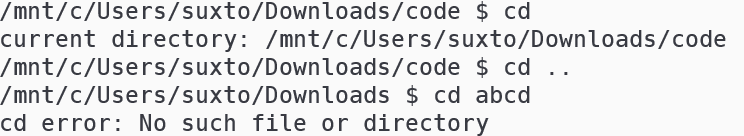 /mnt/c/Users/suxto/Downloads/code $ cd
current directory: /mnt/c/Users/suxto/Downloads/code
/mnt/c/Users/suxto/Downloads/code $ cd ..
/mnt/c/Users/suxto/Downloads $ cd abcd
cd error: No such file or directory